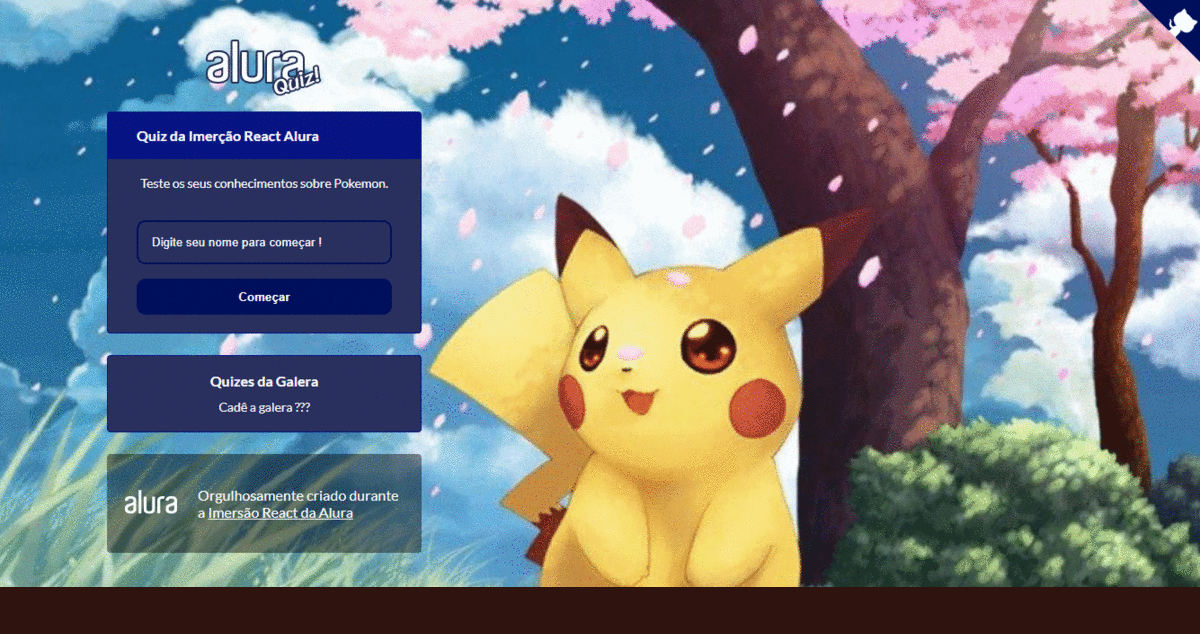 alura
Quiz!
Quiz da Imerção React Alura
Teste os seus conhecimentos sobre Pokemon.
Digite seu nome para começar !
Começar
Quizes da Galera
Cadê a galera ???
alura
Orgulhosamente criado durante
a Imersão React da Alura